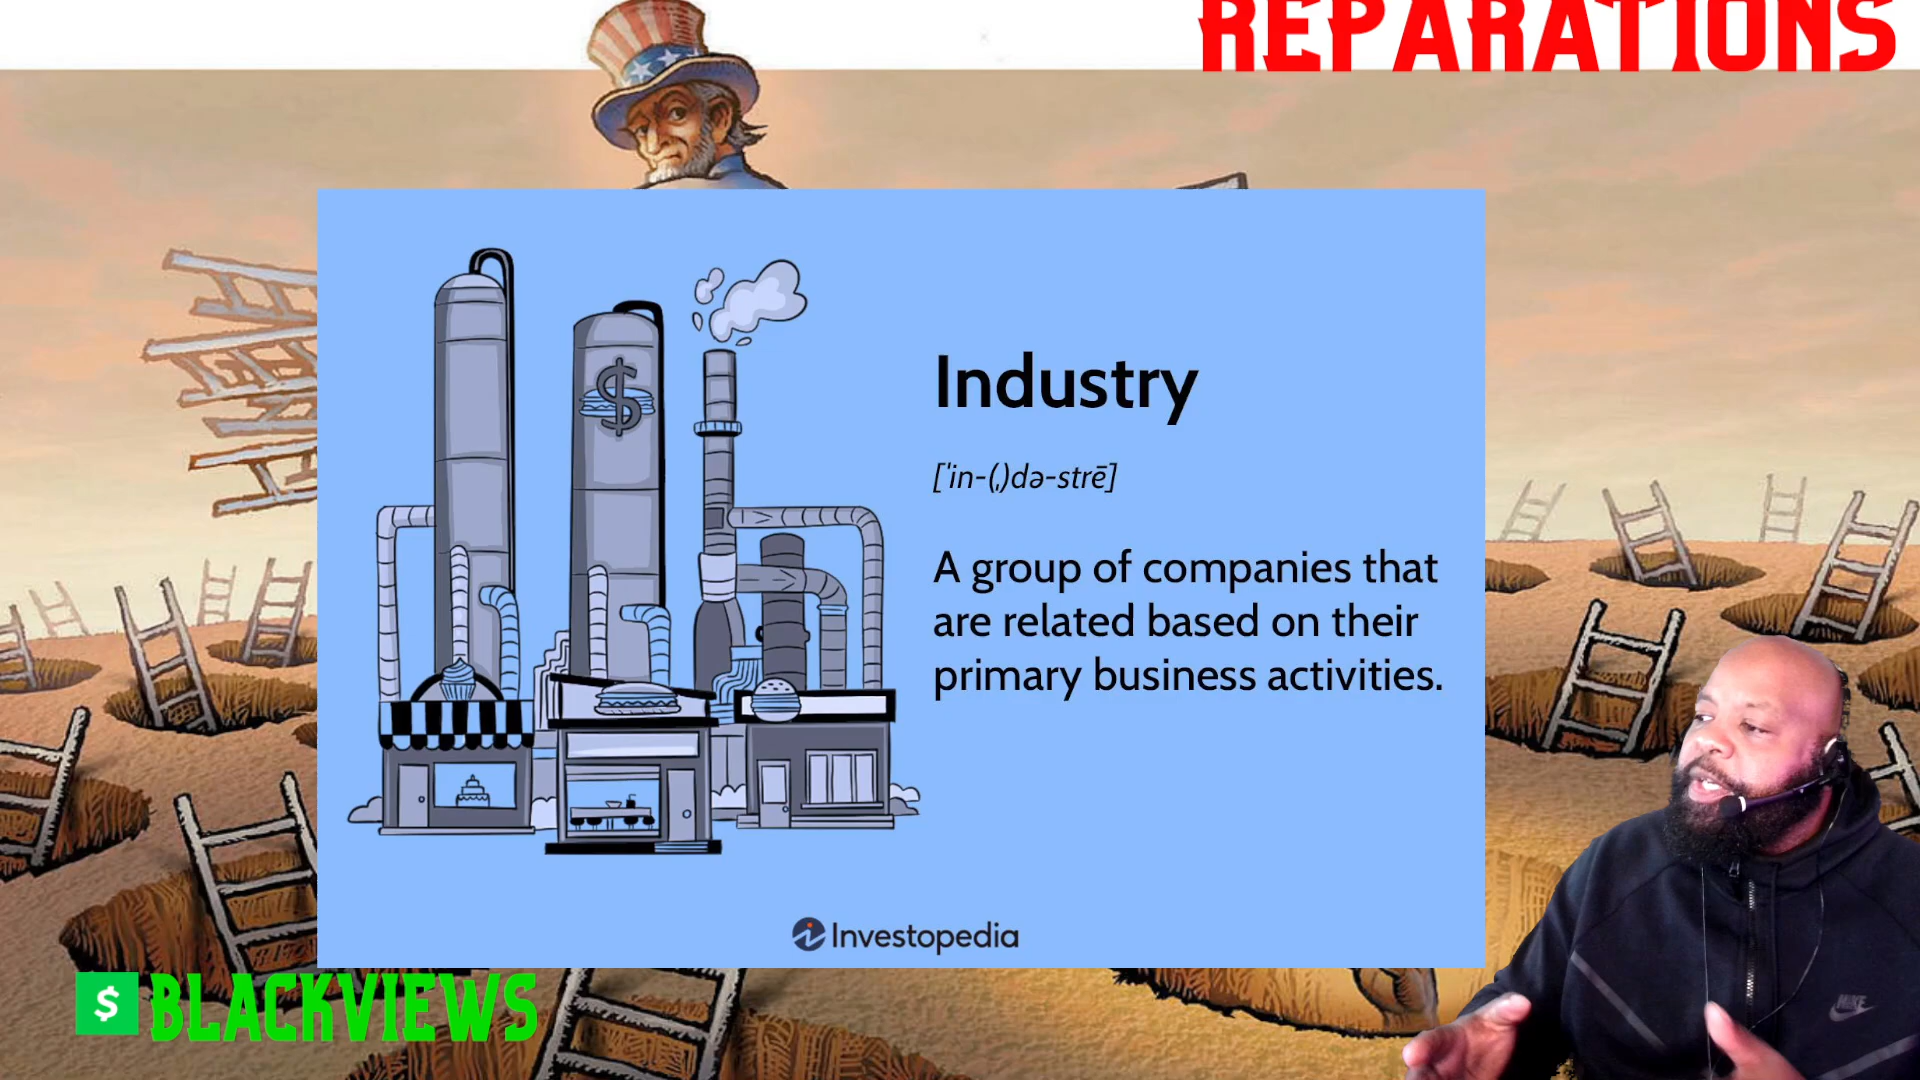 REPARATIONS
Industry
['in-(ˌ)də-strē]
A group of companies that
are related based on their
primary business activities.
Investopedia
$ BLACKVIEWS
$
NIKE